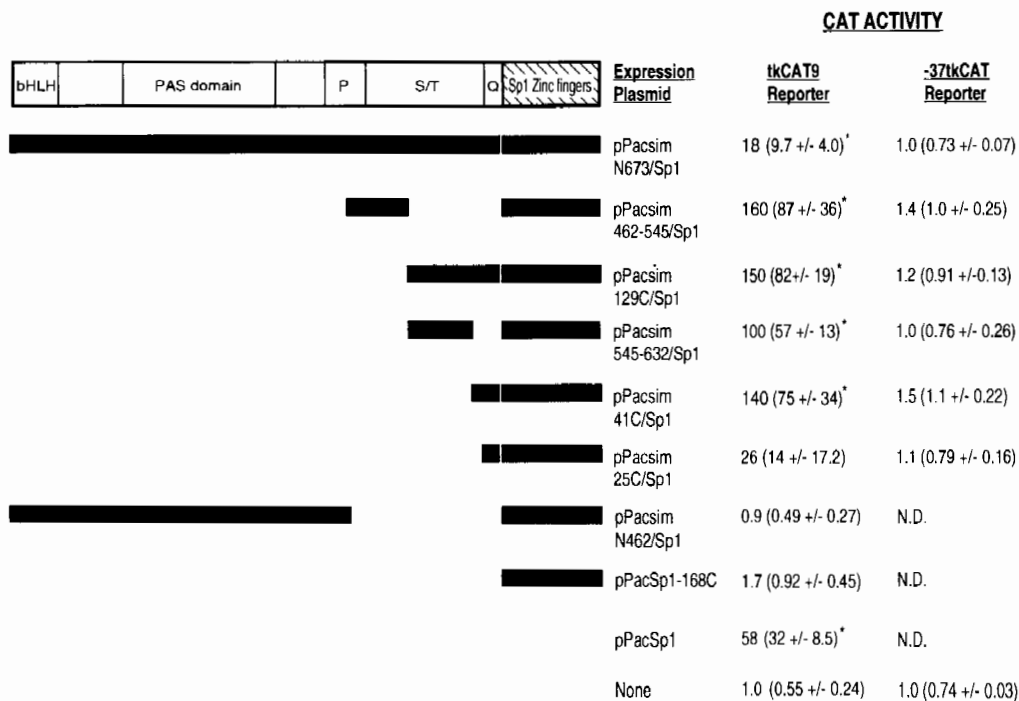 CAT ACTIVITY
bHLH PAS domain P S/T Q Sp1 Zinc fingers
Expression Plasmid
tkCAT9 Reporter
-37tkCAT Reporter
pPacsim N673/Sp1 18 (9.7 +/- 4.0)* 1.0 (0.73 +/- 0.07)
pPacsim 462-545/Sp1 160 (87 +/- 36)* 1.4 (1.0 +/- 0.25)
pPacsim 129C/Sp1 150 (82+/- 19)* 1.2 (0.91 +/-0.13)
pPacsim 545-632/Sp1 100 (57 +/- 13)* 1.0 (0.76 +/- 0.26)
pPacsim 41C/Sp1 140 (75 +/- 34)* 1.5 (1.1 +/- 0.22)
pPacsim 25C/Sp1 26 (14 +/- 17.2) 1.1 (0.79 +/- 0.16)
pPacsim N462/Sp1 0.9 (0.49 +/- 0.27) N.D.
pPacSp1-168C 1.7 (0.92 +/- 0.45) N.D.
pPacSp1 58 (32 +/- 8.5)* N.D.
None 1.0 (0.55 +/- 0.24) 1.0 (0.74 +/- 0.03)